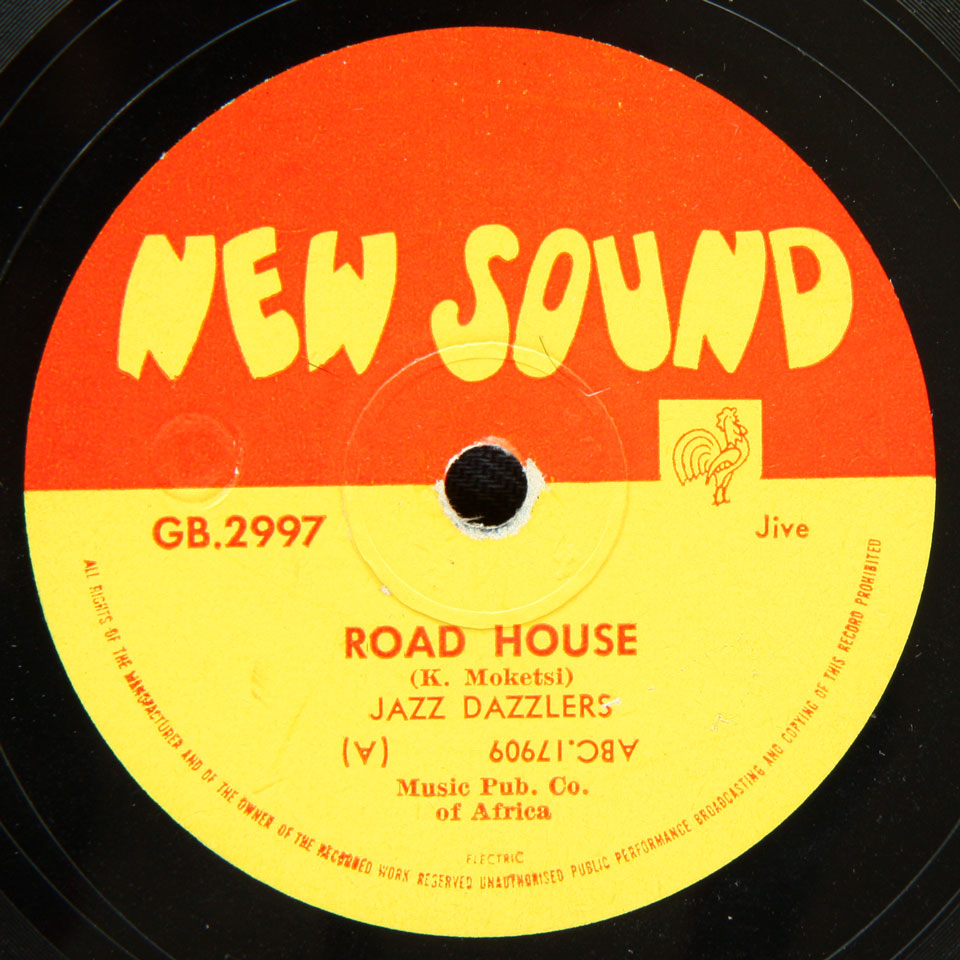 NEW SOUND
GB.2997
Jive
ROAD HOUSE
(K. Moketsi)
JAZZ DAZZLERS
(A) ABC.17909
Music Pub. Co.
of Africa
ELECTRIC
ALL RIGHTS OF THE MANUFACTURER AND OF THE OWNER OF THE RECORDED WORK RESERVED UNAUTHORISED PUBLIC PERFORMANCE BROADCASTING AND COPYING OF THIS RECORD PROHIBITED